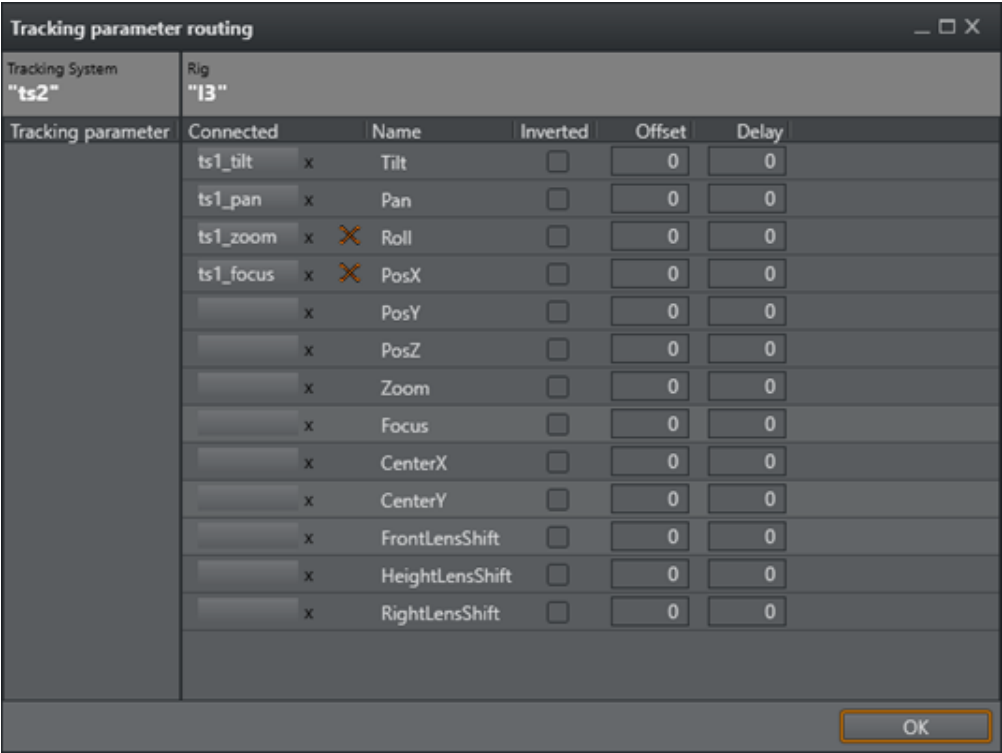 Tracking parameter routing
Tracking System Rig
"ts2" "l3"
Tracking parameter Connected Name Inverted Offset Delay
ts1_tilt x Tilt 0 0
ts1_pan x Pan 0 0
ts1_zoom x Roll 0 0
ts1_focus x PosX 0 0
x PosY 0 0
x PosZ 0 0
x Zoom 0 0
x Focus 0 0
x CenterX 0 0
x CenterY 0 0
x FrontLensShift 0 0
x HeightLensShift 0 0
x RightLensShift 0 0
OK